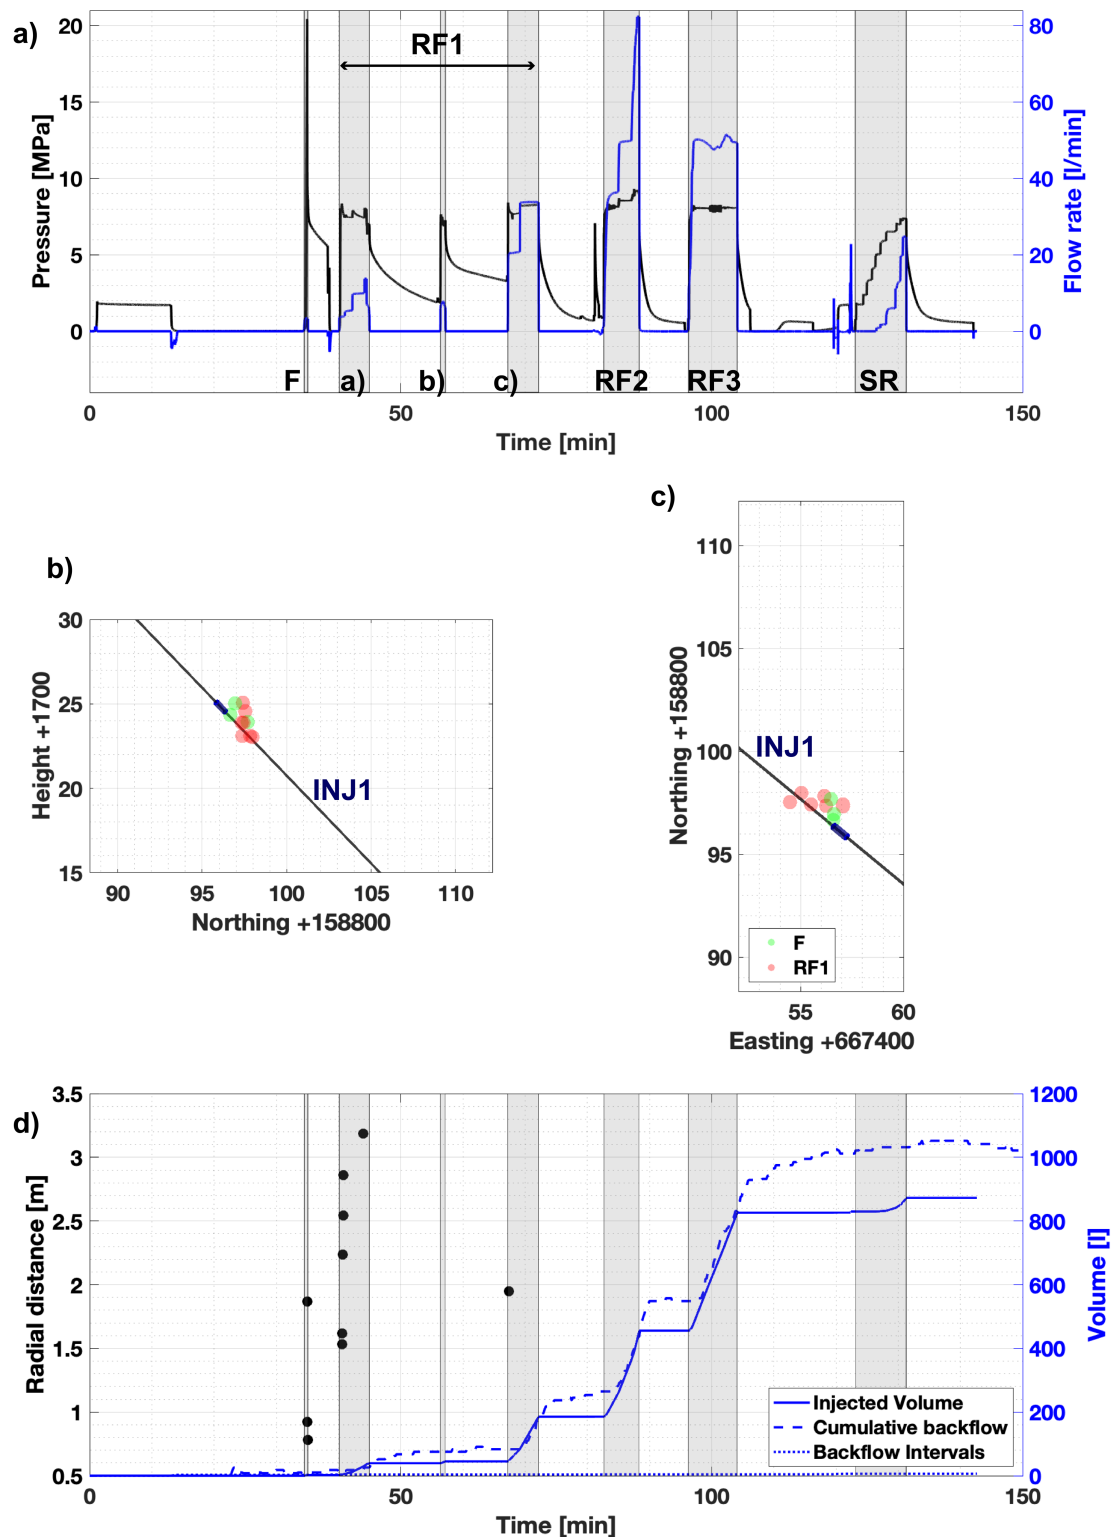 a)
RF1
20
15
10
5
0
Pressure [MPa]
80
60
40
20
0
Flow rate [l/min]
F
a)
b)
c)
RF2
RF3
SR
0
50
100
150
Time [min]
b)
30
25
20
15
Height +1700
INJ1
90
95
100
105
110
Northing +158800
c)
110
105
100
95
90
Northing +158800
INJ1
F
RF1
55
60
Easting +667400
d)
3.5
3
2.5
2
1.5
1
0.5
Radial distance [m]
1200
1000
800
600
400
200
0
Volume [l]
Injected Volume
Cumulative backflow
Backflow Intervals
0
50
100
150
Time [min]